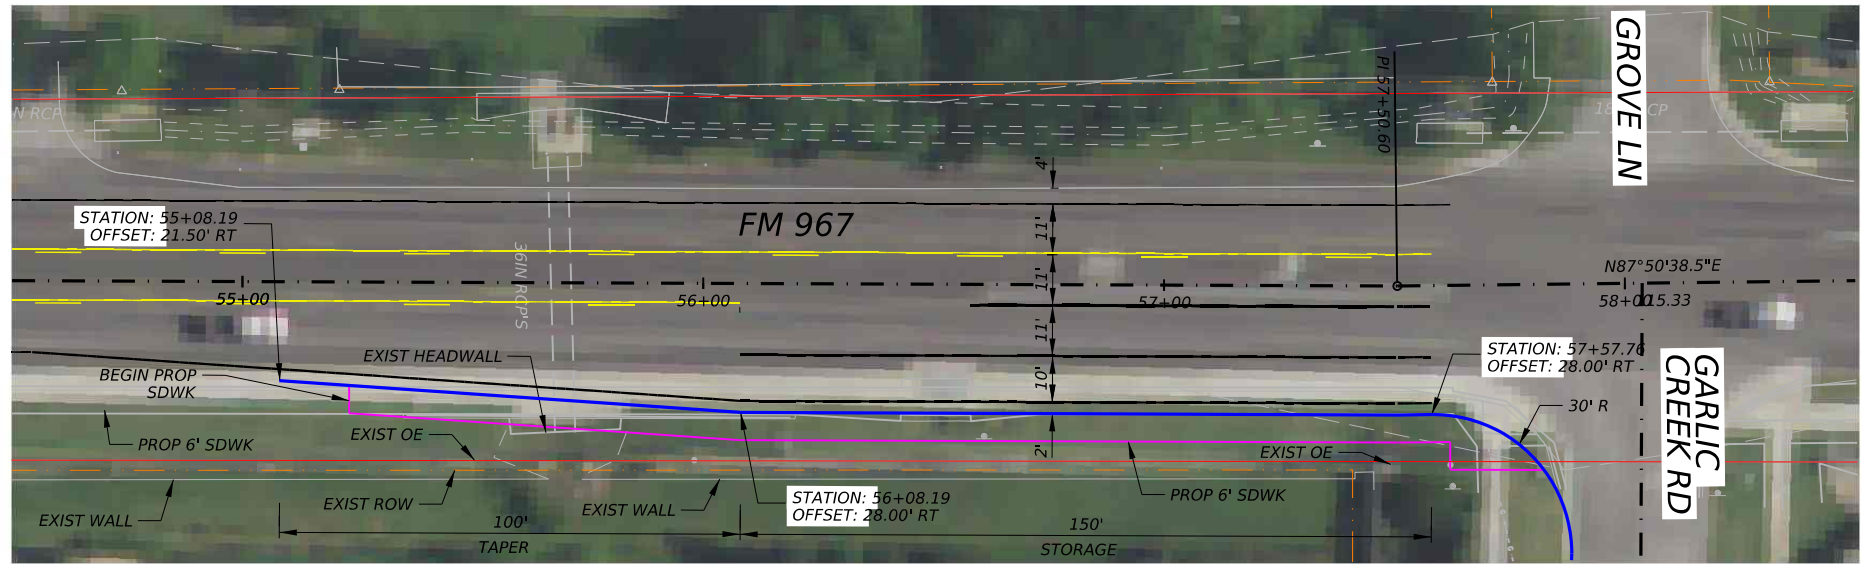 GROVE LN
PI 57+50.60
N RCP
18 RCP
4'
STATION: 55+08.19
OFFSET: 21.50' RT
FM 967
11'
36IN RCP'S
11'
N87°50'38.5"E
55+00
56+00
57+00
58+00
15.33
11'
EXIST HEADWALL
STATION: 57+57.76
OFFSET: 28.00' RT
BEGIN PROP
SDWK
10'
GARLIC
CREEK RD
30' R
PROP 6' SDWK
EXIST OE
2'
EXIST OE
EXIST ROW
EXIST WALL
EXIST WALL
STATION: 56+08.19
OFFSET: 28.00' RT
PROP 6' SDWK
100'
TAPER
150'
STORAGE